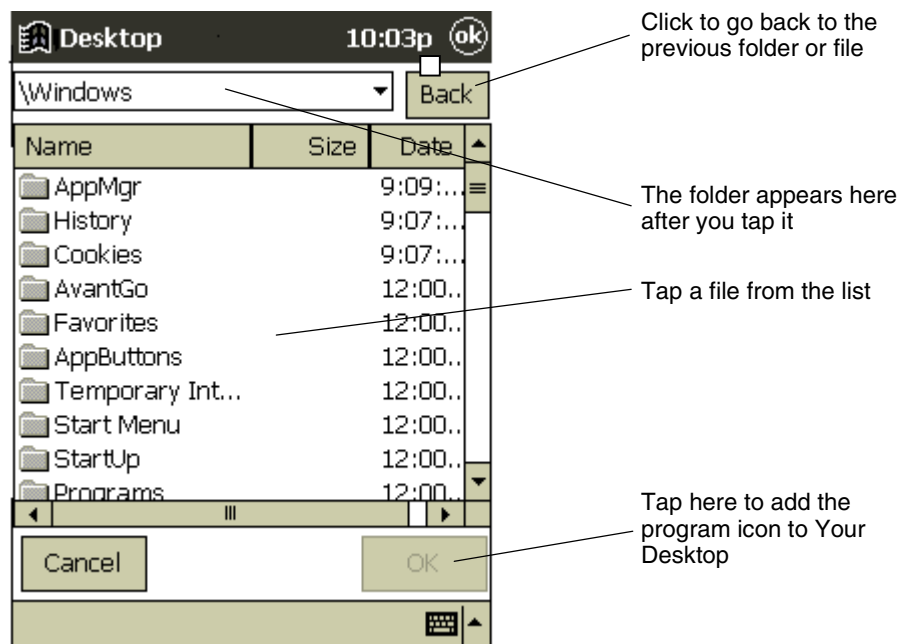 Desktop 10:03p ok
\Windows Back
Name Size Date
AppMgr 9:09:...
History 9:07:...
Cookies 9:07:...
AvantGo 12:00..
Favorites 12:00..
AppButtons 12:00..
Temporary Int... 12:00..
Start Menu 12:00..
StartUp 12:00..
Programs 12:00..
Cancel OK
Click to go back to the
previous folder or file
The folder appears here
after you tap it
Tap a file from the list
Tap here to add the
program icon to Your
Desktop